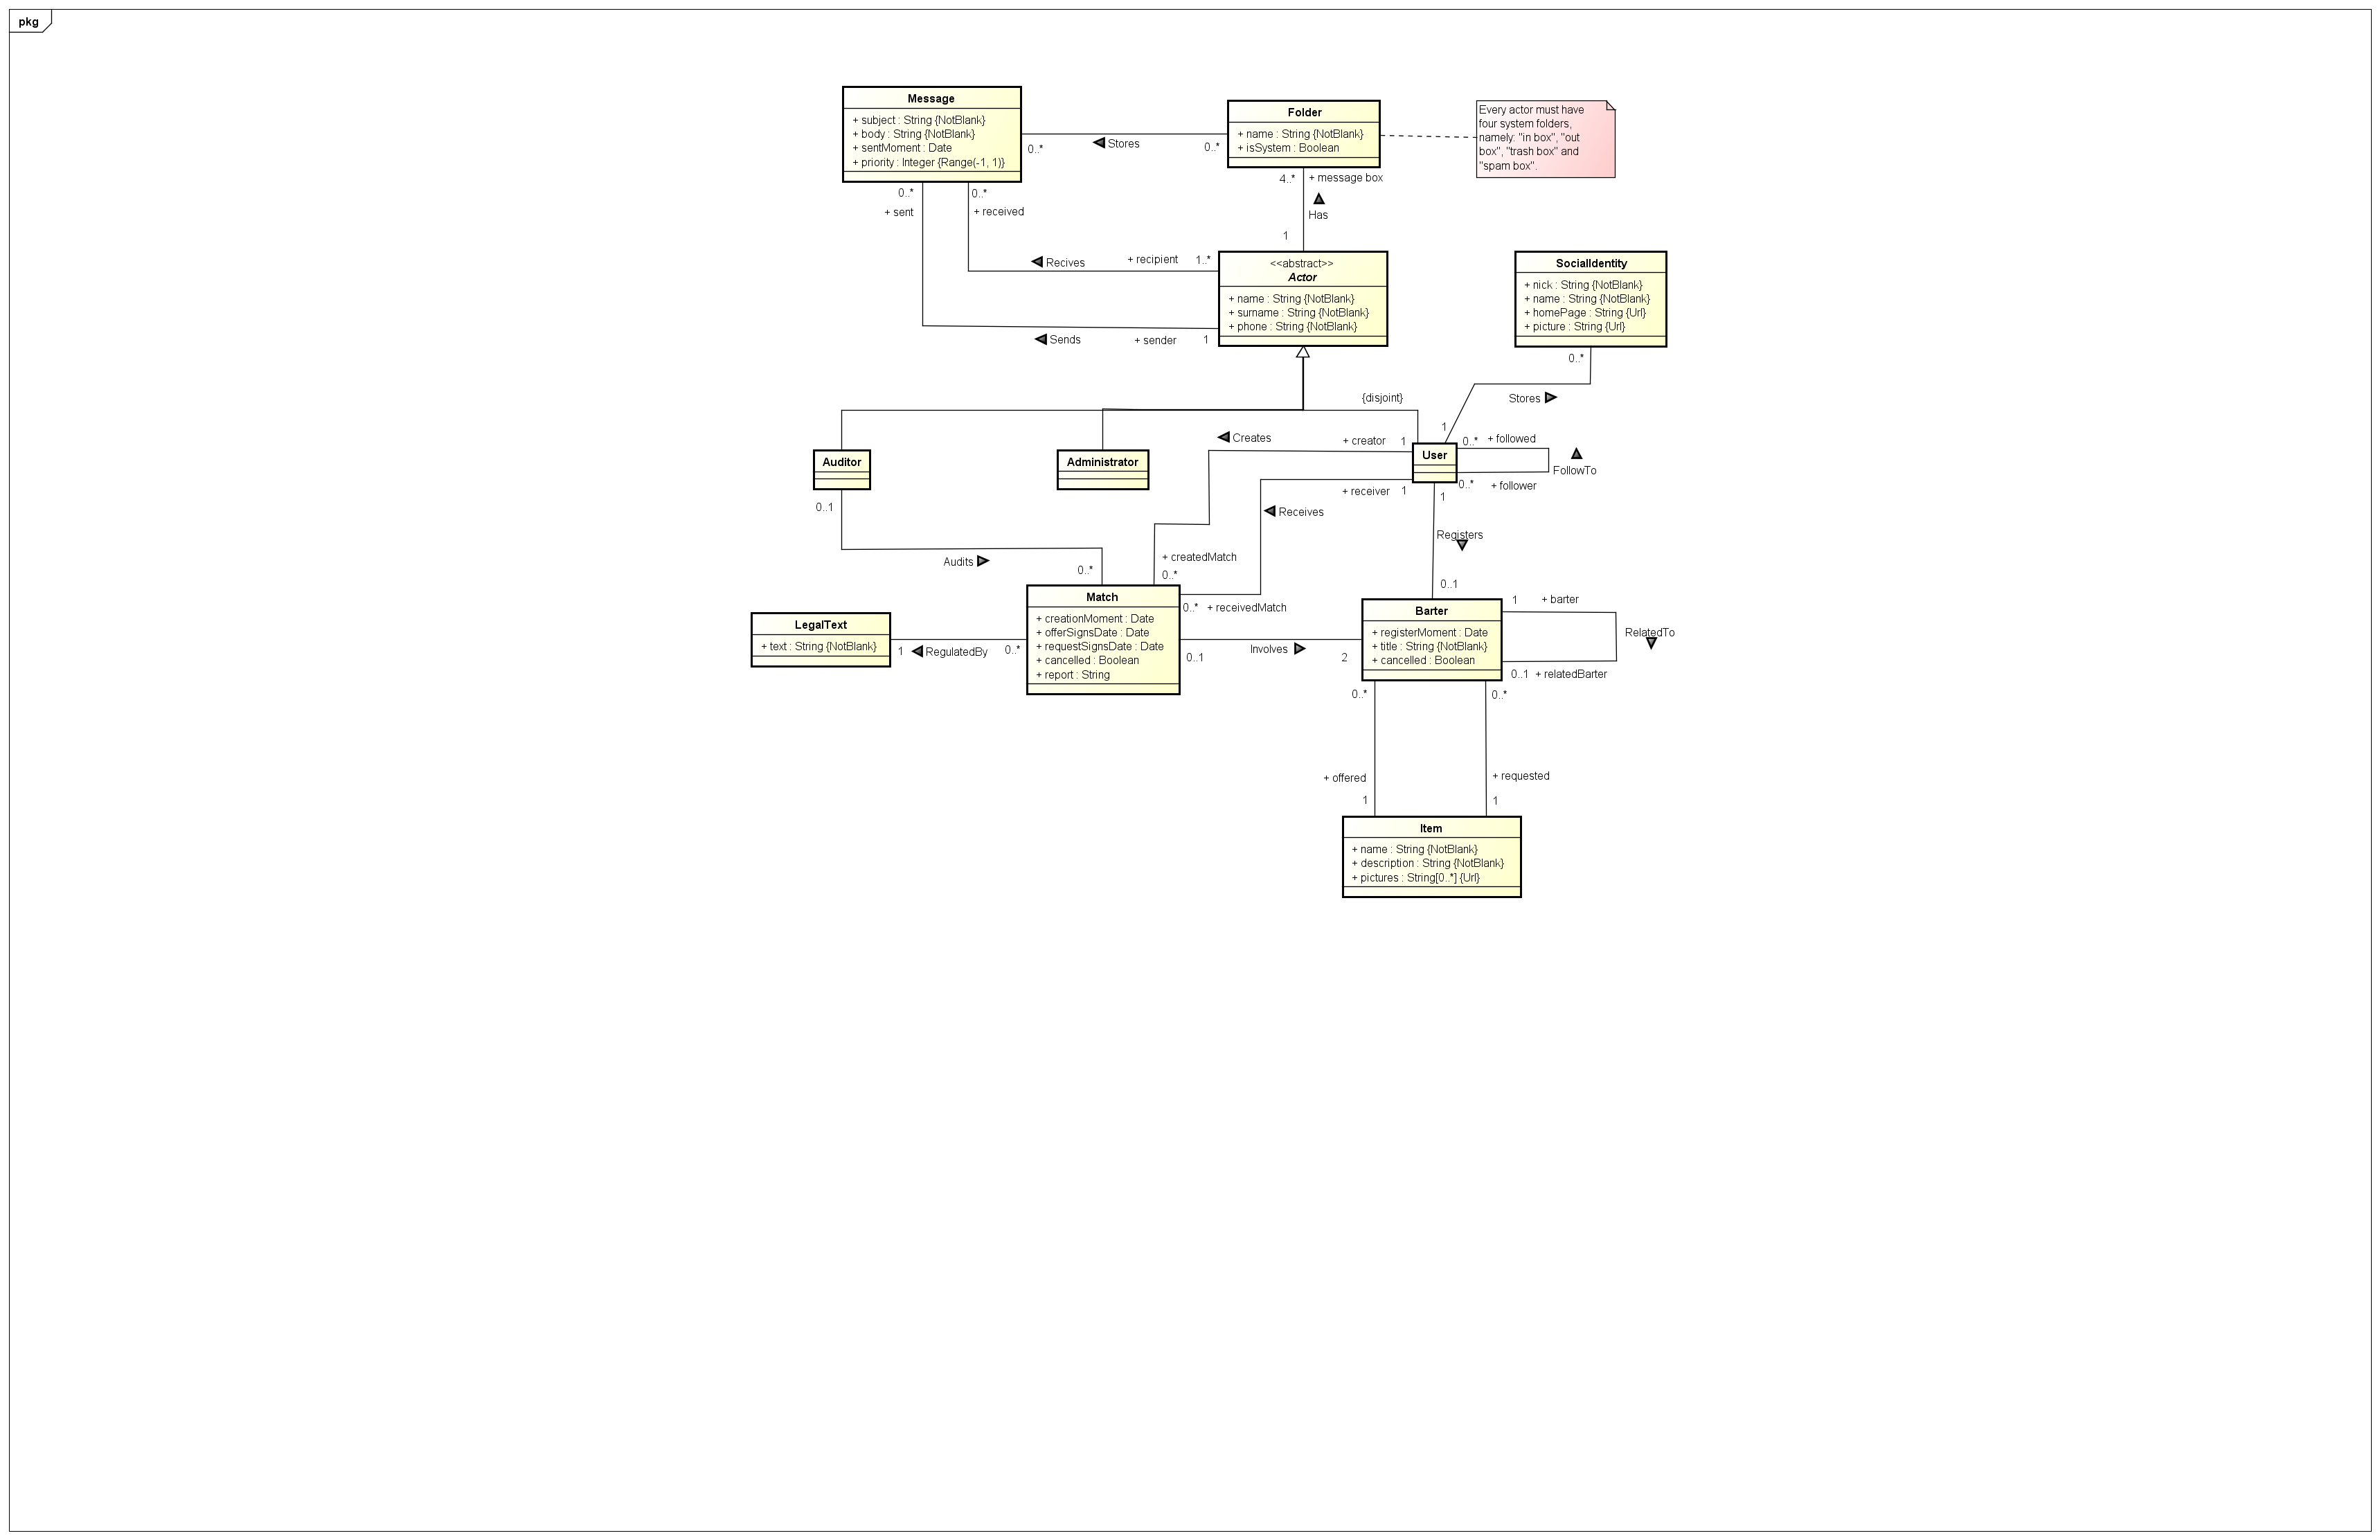 pkg
Message
+ subject : String {NotBlank}
+ body : String {NotBlank}
+ sentMoment : Date
+ priority : Integer {Range(-1, 1)}
0..*
Stores
0..*
Folder
+ name : String {NotBlank}
+ isSystem : Boolean
Every actor must have
four system folders,
namely: "in box", "out
box", "trash box" and
"spam box".
0..*
+ sent
0..*
+ received
4..*
+ message box
Has
1
Recives
+ recipient
1..*
Sends
+ sender
1
<<abstract>>
Actor
+ name : String {NotBlank}
+ surname : String {NotBlank}
+ phone : String {NotBlank}
SocialIdentity
+ nick : String {NotBlank}
+ name : String {NotBlank}
+ homePage : String {Url}
+ picture : String {Url}
0..*
Stores
1
{disjoint}
Auditor
Administrator
User
Creates
+ creator
1
0..*
+ followed
FollowTo
0..*
+ follower
+ receiver
1
Receives
1
Registers
0..1
0..1
Audits
0..*
+ createdMatch
0..*
0..*
+ receivedMatch
LegalText
+ text : String {NotBlank}
1
RegulatedBy
0..*
Match
+ creationMoment : Date
+ offerSignsDate : Date
+ requestSignsDate : Date
+ cancelled : Boolean
+ report : String
0..1
Involves
2
Barter
+ registerMoment : Date
+ title : String {NotBlank}
+ cancelled : Boolean
1
+ barter
RelatedTo
0..1
+ relatedBarter
0..*
0..*
+ offered
+ requested
1
1
Item
+ name : String {NotBlank}
+ description : String {NotBlank}
+ pictures : String[0..*] {Url}